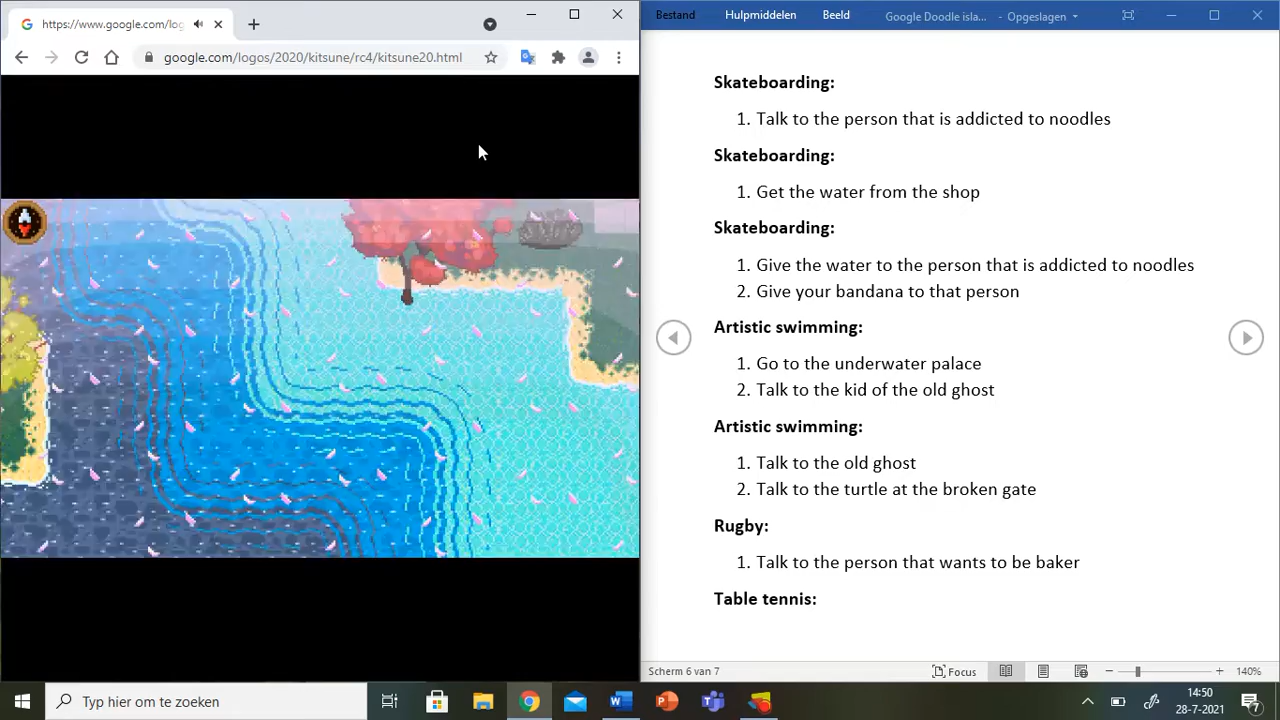 https://www.google.com/log
google.com/logos/2020/kitsune/rc4/kitsune20.html
Bestand Hulpmiddelen Beeld Google Doodle isla... - Opgeslagen
Skateboarding:
1. Talk to the person that is addicted to noodles
Skateboarding:
1. Get the water from the shop
Skateboarding:
1. Give the water to the person that is addicted to noodles
2. Give your bandana to that person
Artistic swimming:
1. Go to the underwater palace
2. Talk to the kid of the old ghost
Artistic swimming:
1. Talk to the old ghost
2. Talk to the turtle at the broken gate
Rugby:
1. Talk to the person that wants to be baker
Table tennis:
Scherm 6 van 7 Focus 140%
Typ hier om te zoeken
14:50
28-7-2021
7